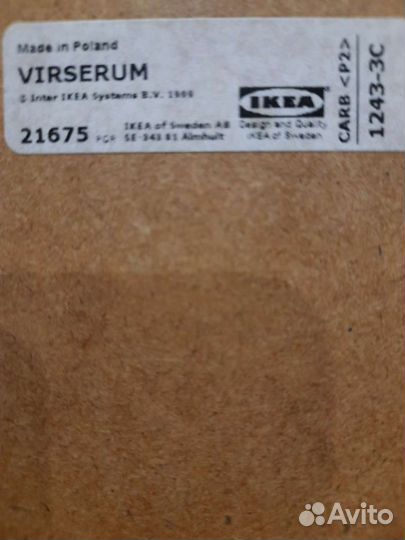 Made in Poland
VIRSERUM
© Inter IKEA Systems B.V. 1999
21675 PGR
IKEA of Sweden AB
SE-343 81 Älmhult
IKEA
Design and Quality
IKEA of Sweden
CARB <P2>
1243-3C
Avito